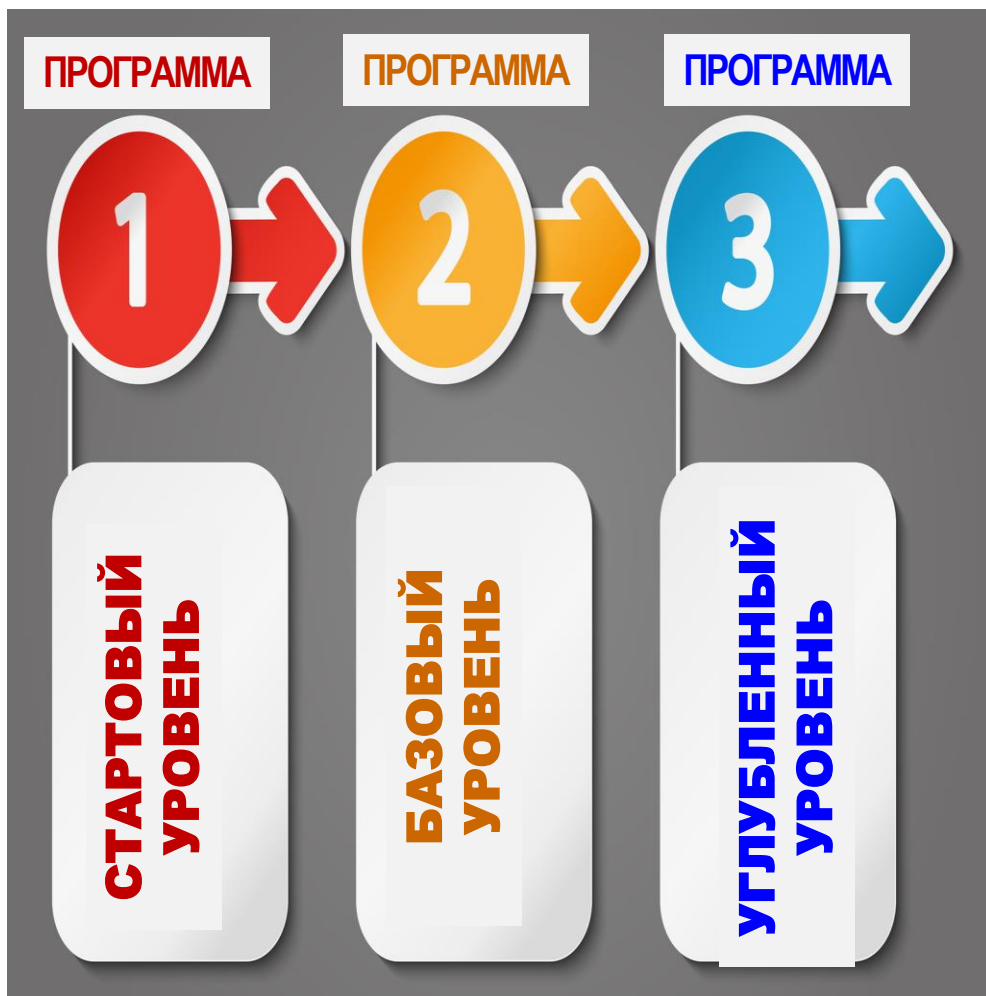 ПРОГРАММА
ПРОГРАММА
ПРОГРАММА
1
2
3
СТАРТОВЫЙ
УРОВЕНЬ
БАЗОВЫЙ
УРОВЕНЬ
УГЛУБЛЕННЫЙ
УРОВЕНЬ